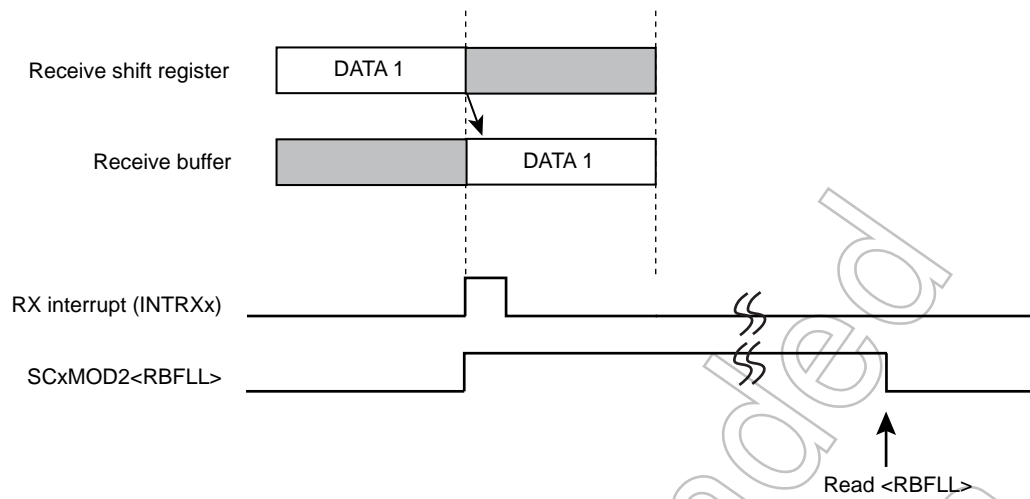 Receive shift register
DATA 1
Receive buffer
DATA 1
RX interrupt (INTRXx)
SCxMOD2<RBFLL>
Read <RBFLL>